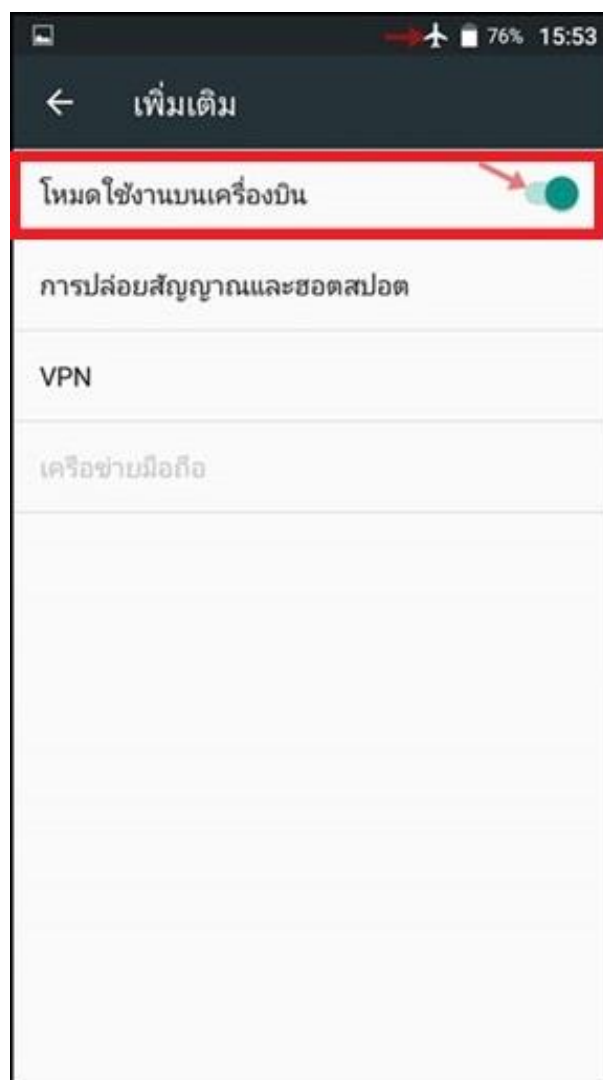 76% 15:53
เพิ่มเติม
โหมดใช้งานบนเครื่องบิน
การปล่อยสัญญาณและฮอตสปอต
VPN
เครือข่ายมือถือ